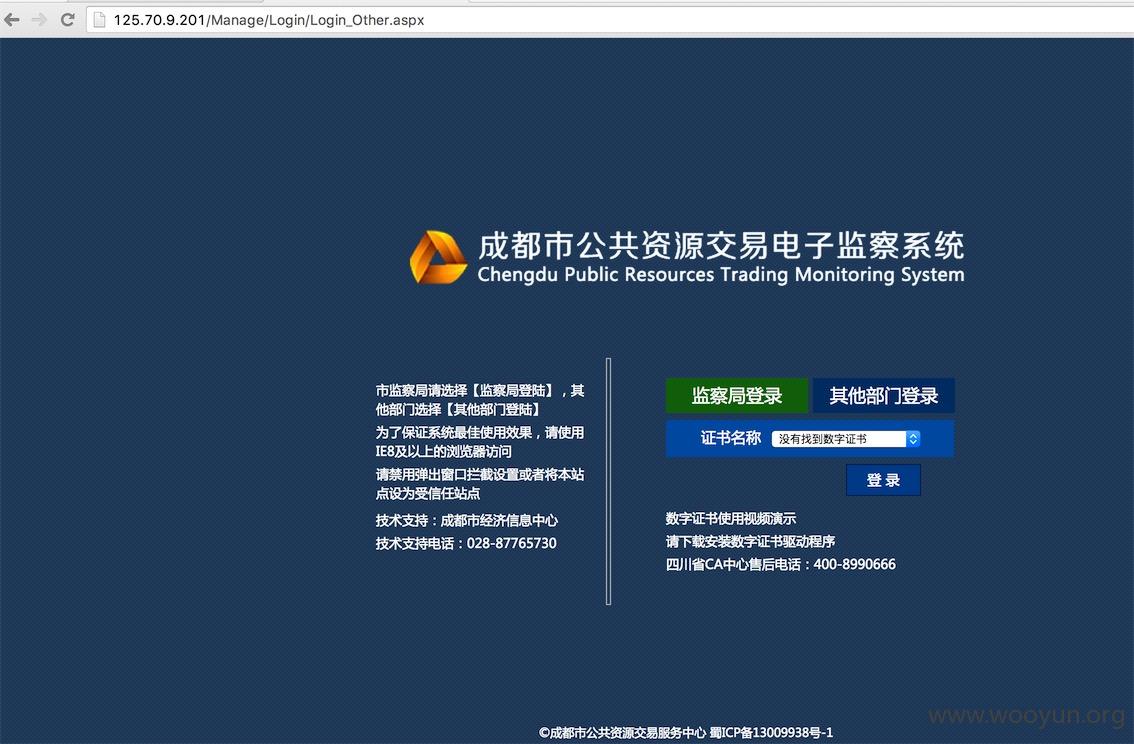 125.70.9.201/Manage/Login/Login_Other.aspx
成都市公共资源交易电子监察系统
Chengdu Public Resources Trading Monitoring System
市监察局请选择【监察局登陆】，其
他部门选择【其他部门登陆】
为了保证系统最佳使用效果，请使用
IE8及以上的浏览器访问
请禁用弹出窗口拦截设置或者将本站
点设为受信任站点
技术支持：成都市经济信息中心
技术支持电话：028-87765730
监察局登录 其他部门登录
证书名称 没有找到数字证书
登 录
数字证书使用视频演示
请下载安装数字证书驱动程序
四川省CA中心售后电话：400-8990666
www.wooyun.org
©成都市公共资源交易服务中心 蜀ICP备13009938号-1